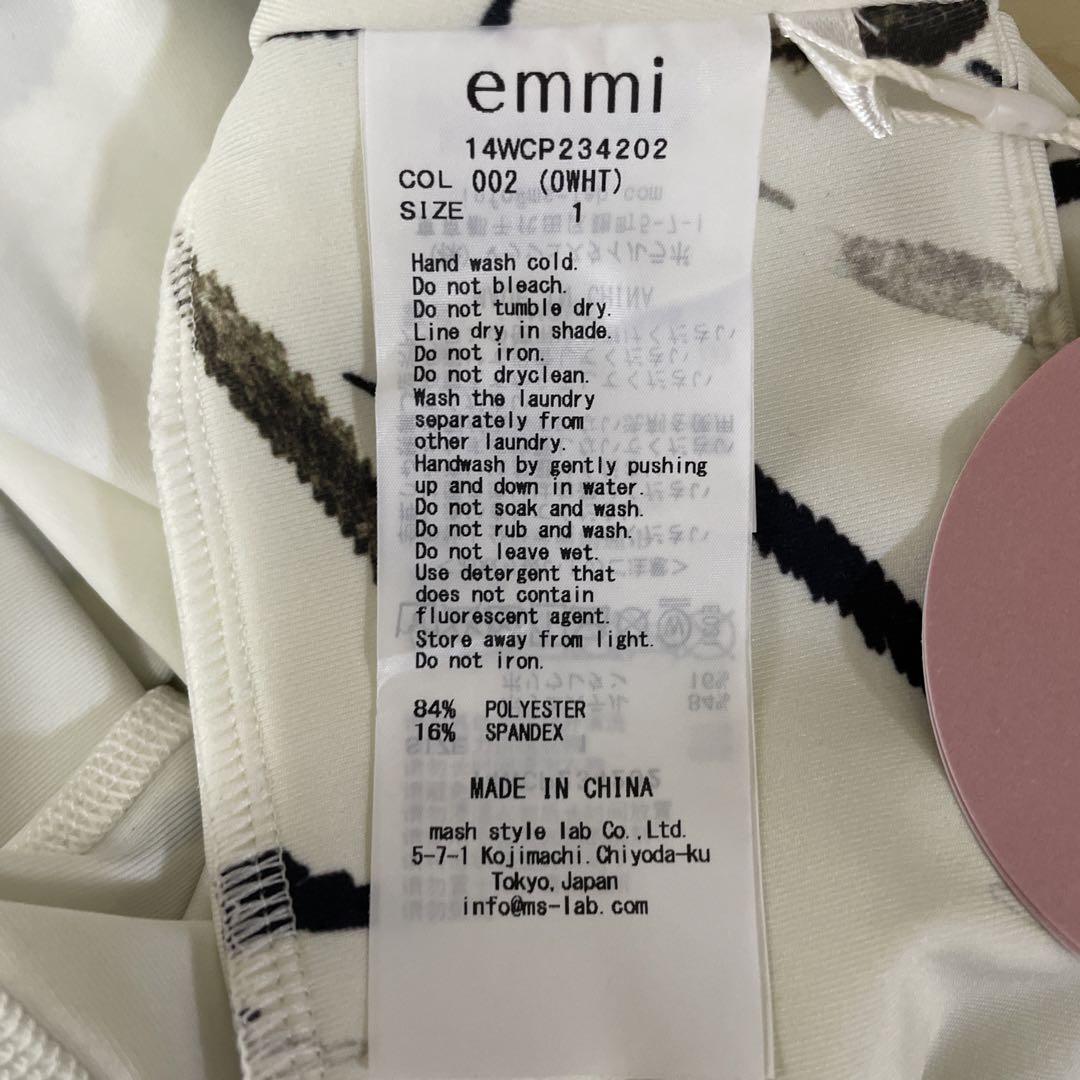 emmi
14WCP234202
COL 002 (OWHT)
SIZE 1
Hand wash cold.
Do not bleach.
Do not tumble dry.
Line dry in shade.
Do not iron.
Do not dryclean.
Wash the laundry
separately from
other laundry.
Handwash by gently pushing
up and down in water.
Do not soak and wash.
Do not rub and wash.
Do not leave wet.
Use detergent that
does not contain
fluorescent agent.
Store away from light.
Do not iron.
84% POLYESTER
16% SPANDEX
MADE IN CHINA
mash style lab Co.,Ltd.
5-7-1 Kojimachi.Chiyoda-ku
Tokyo,Japan
info@ms-lab.com